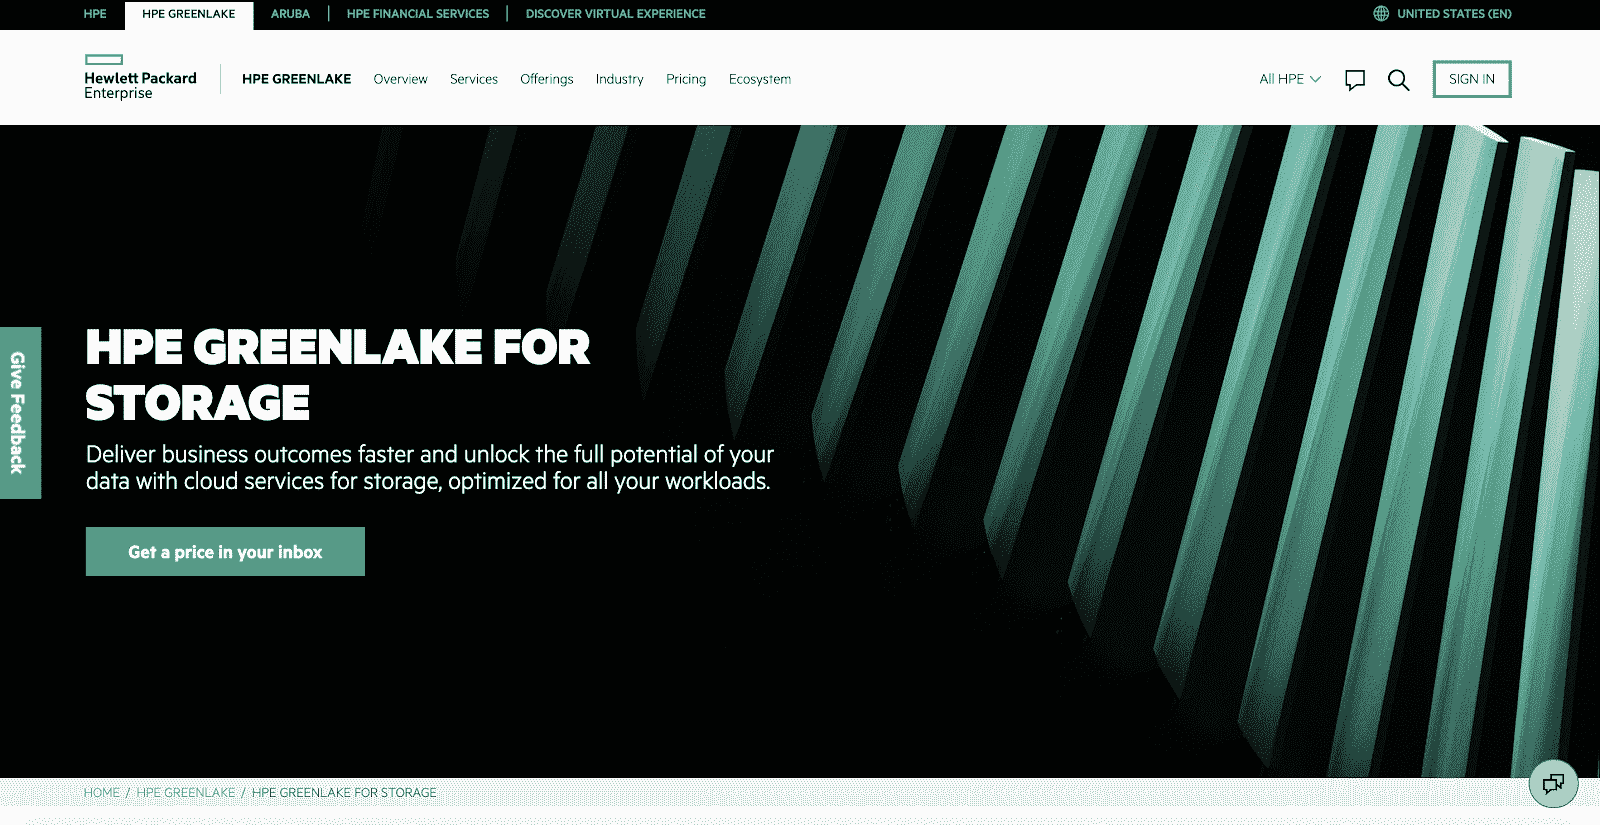 HPE
HPE GREENLAKE
ARUBA
HPE FINANCIAL SERVICES
DISCOVER VIRTUAL EXPERIENCE
UNITED STATES (EN)
Hewlett Packard
Enterprise
HPE GREENLAKE
Overview
Services
Offerings
Industry
Pricing
Ecosystem
All HPE
SIGN IN
Give Feedback
HPE GREENLAKE FOR
STORAGE
Deliver business outcomes faster and unlock the full potential of your
data with cloud services for storage, optimized for all your workloads.
Get a price in your inbox
HOME / HPE GREENLAKE / HPE GREENLAKE FOR STORAGE